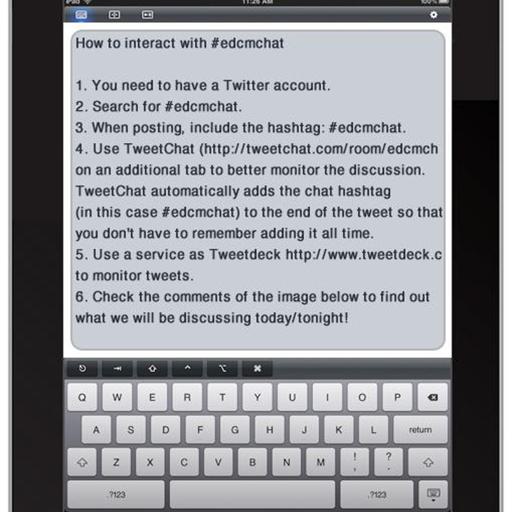 iPad
11:26 AM
100%
How to interact with #edcmchat
1. You need to have a Twitter account.
2. Search for #edcmchat.
3. When posting, include the hashtag: #edcmchat.
4. Use TweetChat (http://tweetchat.com/room/edcmch
on an additional tab to better monitor the discussion.
TweetChat automatically adds the chat hashtag
(in this case #edcmchat) to the end of the tweet so that
you don't have to remember adding it all time.
5. Use a service as Tweetdeck http://www.tweetdeck.c
to monitor tweets.
6. Check the comments of the image below to find out
what we will be discussing today/tonight!
Q W E R T Y U I O P
A S D F G H J K L return
Z X C V B N M ! , ? .
.?123 .?123